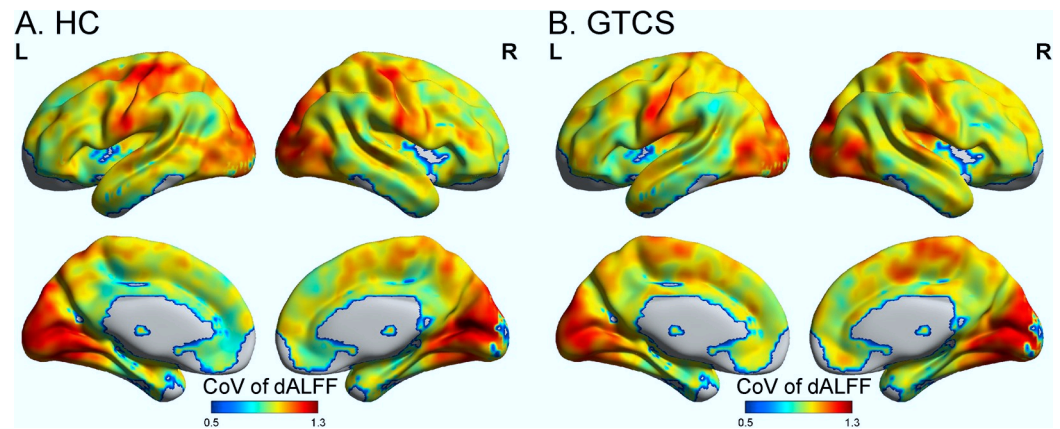 A. HC
L R
CoV of dALFF
0.5 1.3
B. GTCS
L R
CoV of dALFF
0.5 1.3